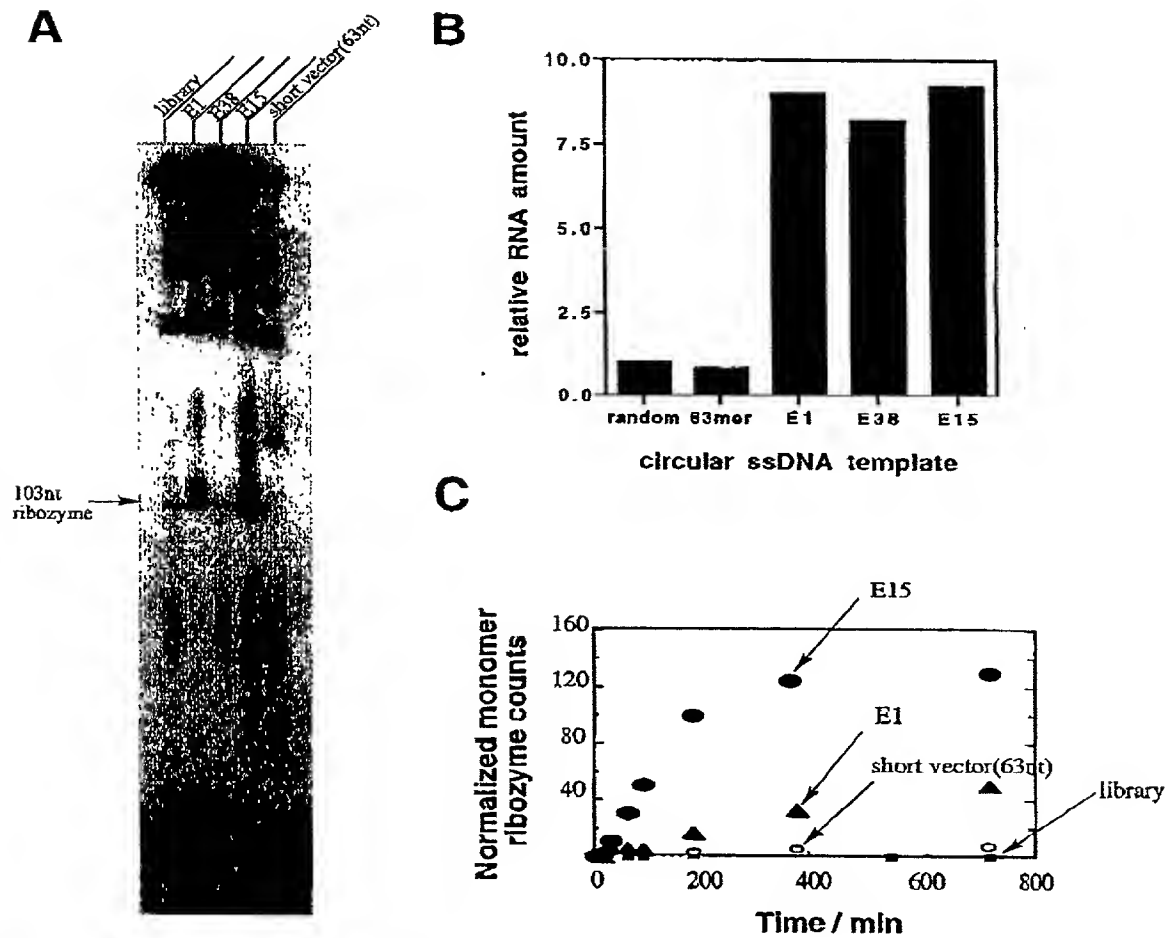 A
library
E1
E38
E15
short vector(63nt)
103nt
ribozyme
B
relative RNA amount
10.0
7.5
5.0
2.5
0.0
random
63mer
E1
E38
E15
circular ssDNA template
C
Normalized monomer
ribozyme counts
160
120
80
40
0
200
400
600
800
Time / min
E15
E1
short vector(63nt)
library